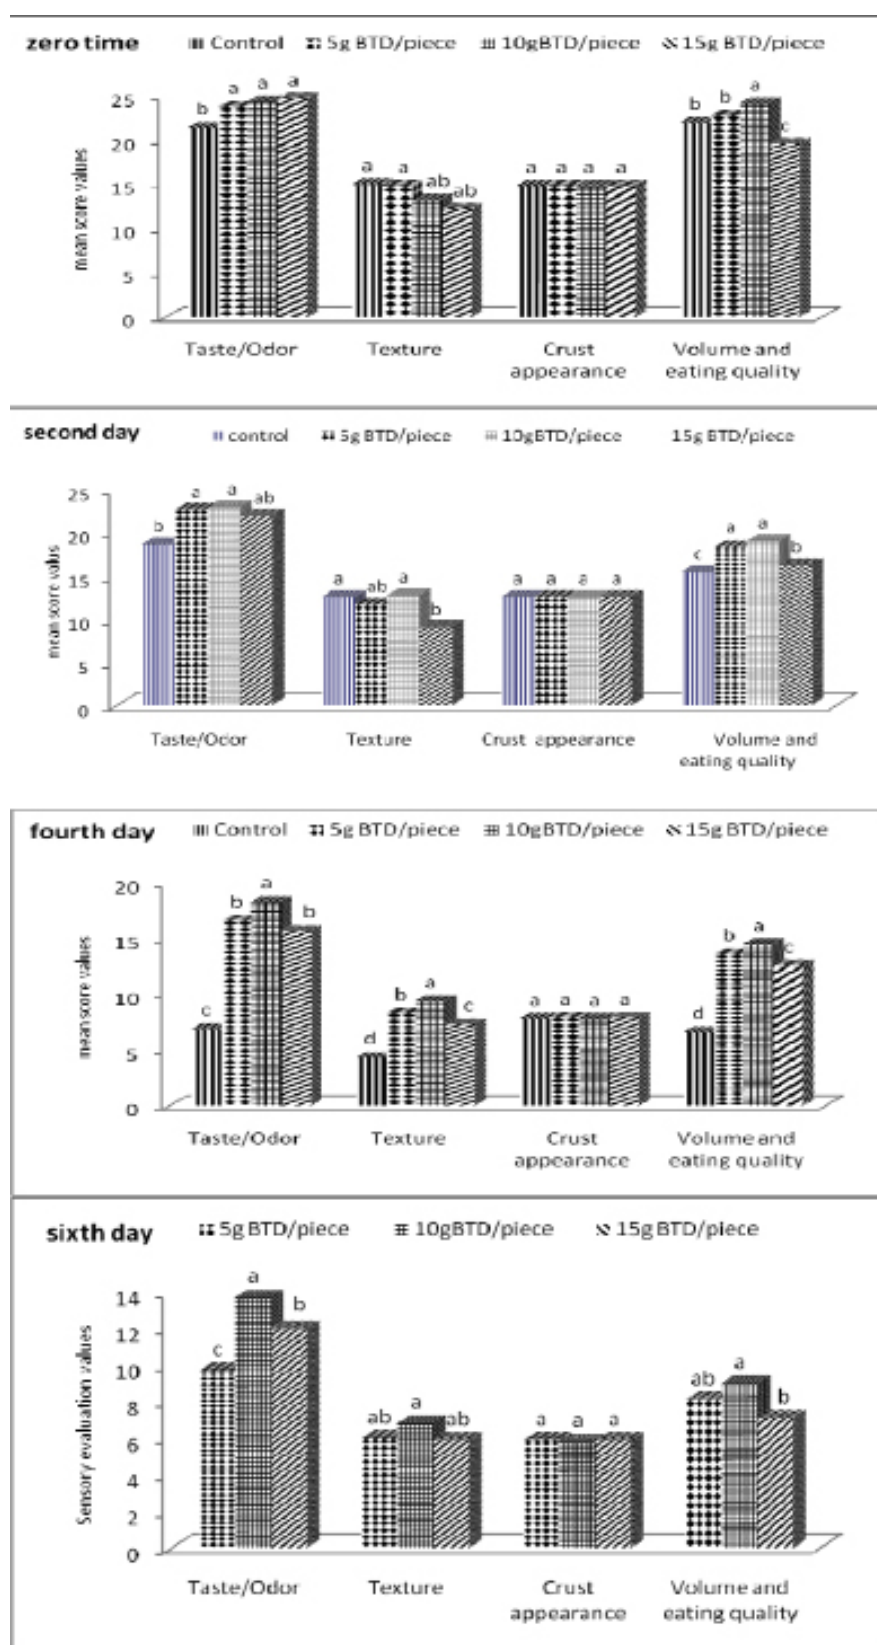 zero time Control 5g BTD/piece 10gBTD/piece 15g BTD/piece
a a a a
b b b
25 a a a a a a c
20 a ab
15 ab
10
5
0
mean score values
Taste/Odor Texture Crust Volume and
appearance eating quality
second day control 5g BTD/piece 10gBTD/piece 15g BTD/piece
25 a a ab
20 b a a
15 a ab a b a a a a c b
10
5
0
mean score valus
Taste/Odor Texture Crust appearance Volume and
eating quality
fourth day Control 5g BTD/piece 10gBTD/piece 15g BTD/piece
20 b a b
15 b a c
10 c d b a c a a a a d
5
0
mean score values
Taste/Odor Texture Crust Volume and
appearance eating quality
sixth day 5g BTD/piece 10gBTD/piece 15g BTD/piece
14 a b
12
10 c ab a b
8 ab a ab a a a
6
4
2
0
Sensory evaluation values
Taste/Odor Texture Crust Volume and
appearance eating quality